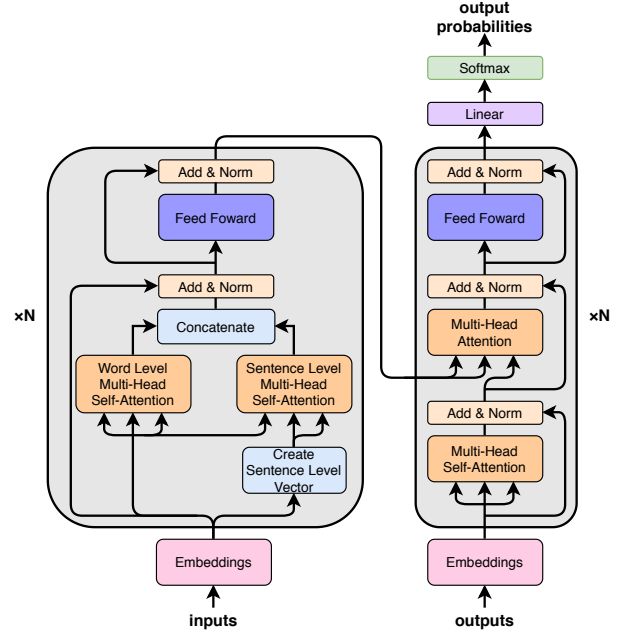 output
probabilities
Softmax
Linear
Add & Norm
Feed Foward
Add & Norm
Concatenate
Word Level
Multi-Head
Self-Attention
Sentence Level
Multi-Head
Self-Attention
Create
Sentence Level
Vector
×N
Embeddings
inputs
Add & Norm
Feed Foward
Add & Norm
Multi-Head
Attention
Add & Norm
Multi-Head
Self-Attention
×N
Embeddings
outputs